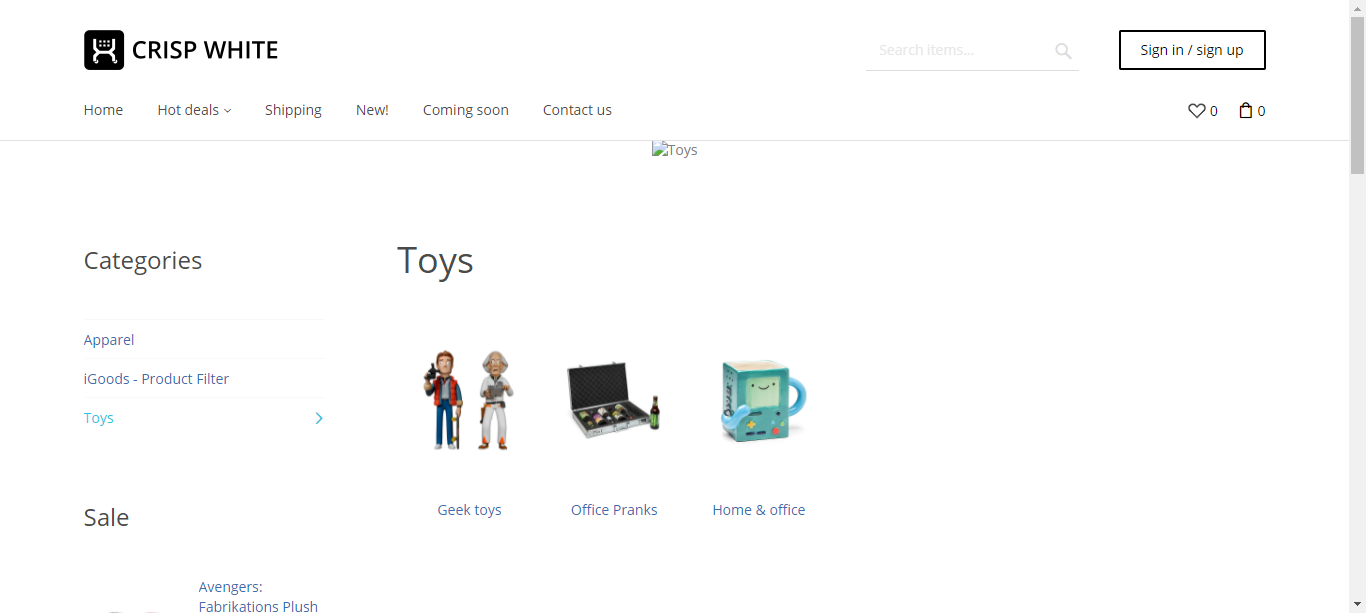 CRISP WHITE
Search items...
Sign in / sign up
Home
Hot deals
Shipping
New!
Coming soon
Contact us
0
0
Toys
Categories
Toys
Apparel
iGoods - Product Filter
Toys
Geek toys
Office Pranks
Home & office
Sale
Avengers:
Fabrikations Plush